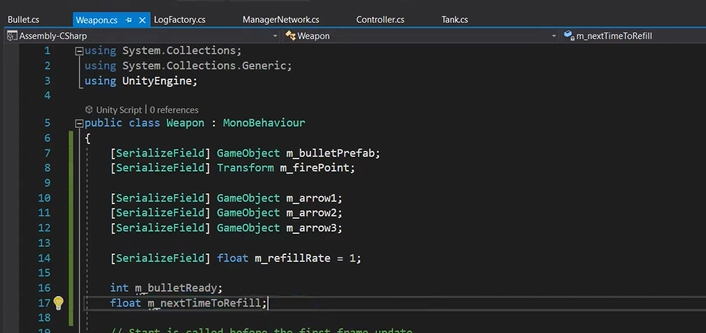 Bullet.cs Weapon.cs LogFactory.cs ManagerNetwork.cs Controller.cs Tank.cs
Assembly-CSharp Weapon m_nextTimeToRefill
1 using System.Collections;
2 using System.Collections.Generic;
3 using UnityEngine;
4
Unity Script | 0 references
5 public class Weapon : MonoBehaviour
6 {
7 [SerializeField] GameObject m_bulletPrefab;
8 [SerializeField] Transform m_firePoint;
9
10 [SerializeField] GameObject m_arrow1;
11 [SerializeField] GameObject m_arrow2;
12 [SerializeField] GameObject m_arrow3;
13
14 [SerializeField] float m_refillRate = 1;
15
16 int m_bulletReady;
17 float m_nextTimeToRefill;
18
19 // Start is called before the first frame update